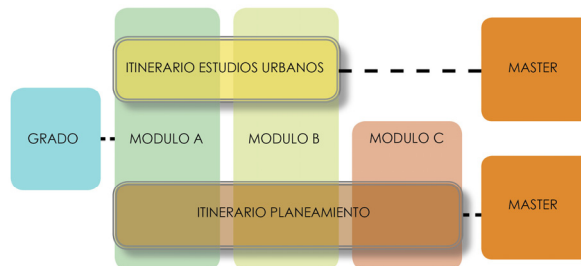 ITINERARIO ESTUDIOS URBANOS
MASTER
GRADO
MODULO A
MODULO B
MODULO C
ITINERARIO PLANEAMIENTO
MASTER